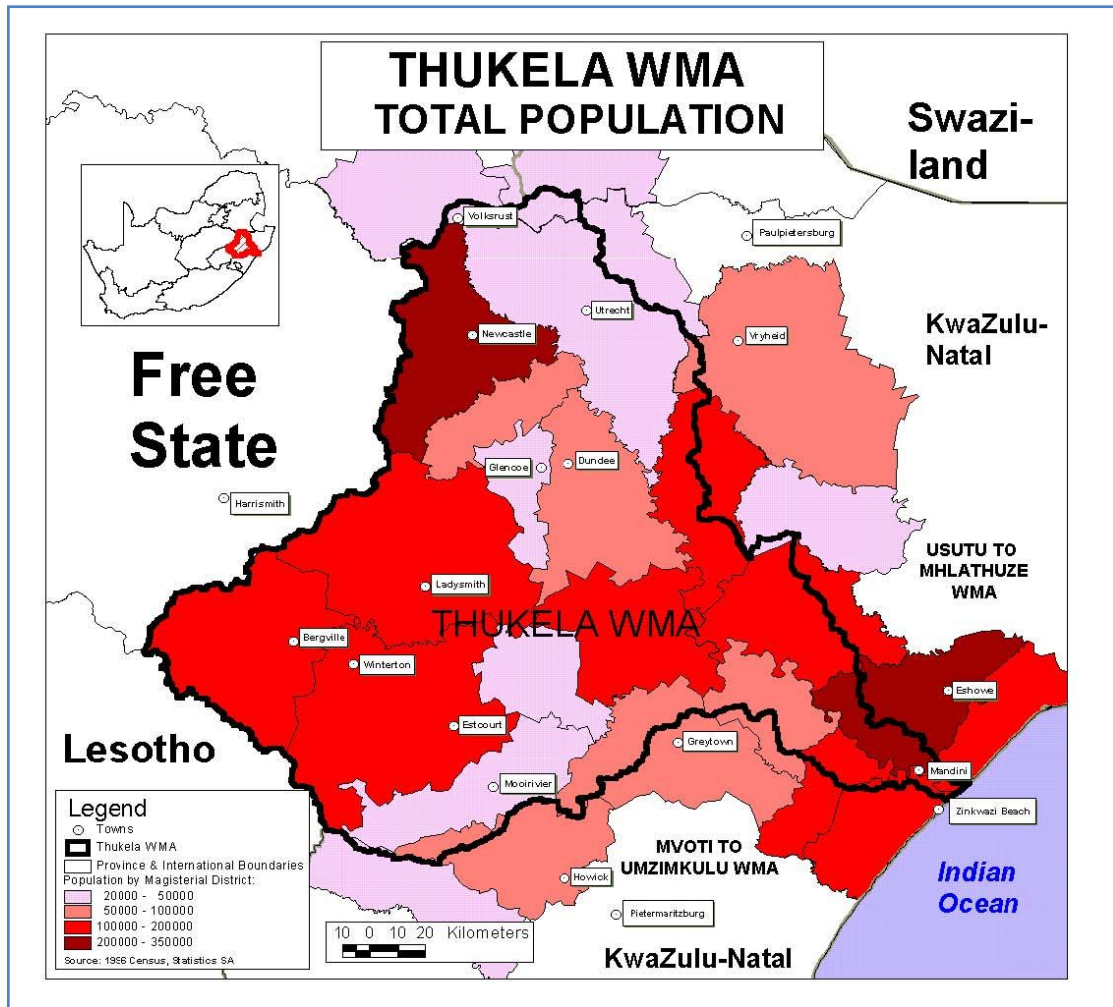 THUKELA WMA
TOTAL POPULATION
Swazi-
land
Volksrust
Paulpietersburg
Utrecht
Newcastle
Vryheid
KwaZulu-
Natal
Free
State
Glencoe
Dundee
Harrismith
USUTU TO
MHLATHUZE
WMA
Ladysmith
THUKELA WMA
Bergville
Winterton
Eshowe
Estcourt
Greytown
Lesotho
Mandini
Mooirivier
Zinkwazi Beach
MVOTI TO
UMZIMKULU WMA
Howick
Indian
Ocean
Pietermaritzburg
KwaZulu-Natal
Legend
Towns
Thukela WMA
Province & International Boundaries
Population by Magisterial District:
20000 - 50000
50000 - 100000
100000 - 200000
200000 - 350000
Source: 1996 Census, Statistics SA
10 0 10 20 Kilometers